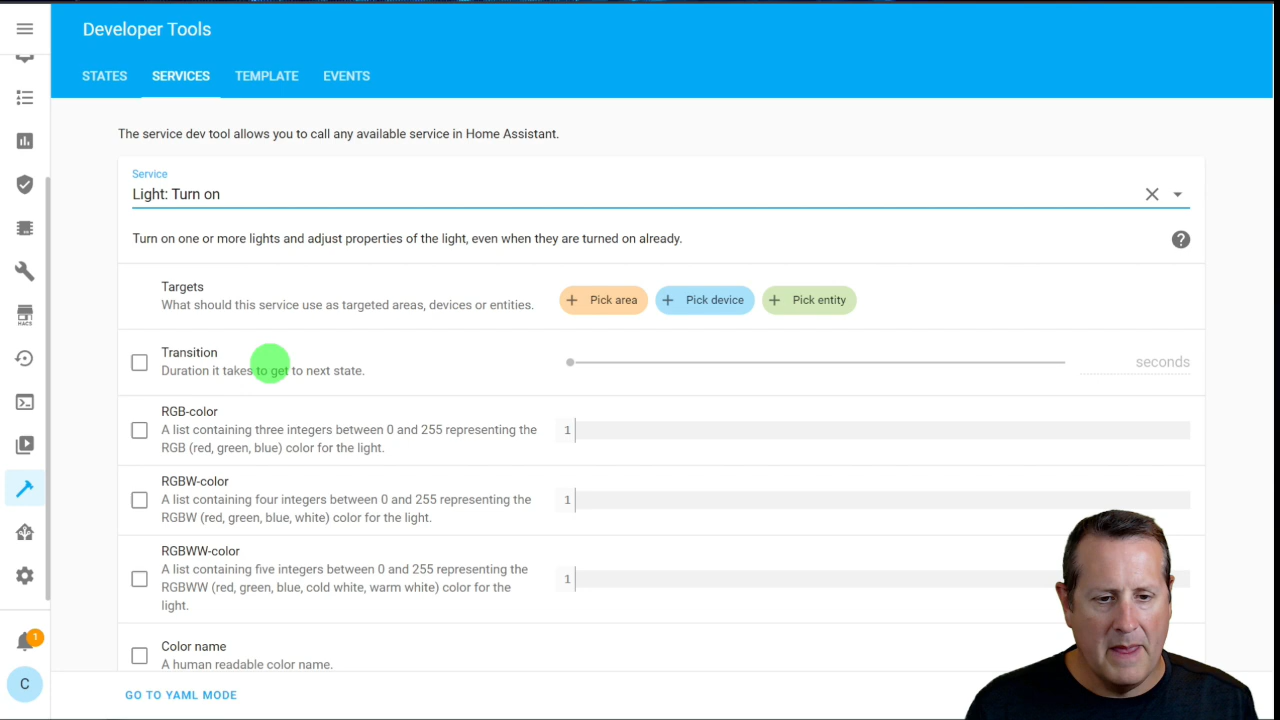 Developer Tools
STATES SERVICES TEMPLATE EVENTS
The service dev tool allows you to call any available service in Home Assistant.
Service
Light: Turn on
Turn on one or more lights and adjust properties of the light, even when they are turned on already.
Targets
What should this service use as targeted areas, devices or entities.
+ Pick area + Pick device + Pick entity
Transition
Duration it takes to get to next state.
seconds
RGB-color
A list containing three integers between 0 and 255 representing the
RGB (red, green, blue) color for the light.
1
RGBW-color
A list containing four integers between 0 and 255 representing the
RGBW (red, green, blue, white) color for the light.
1
RGBWW-color
A list containing five integers between 0 and 255 representing the
RGBWW (red, green, blue, cold white, warm white) color for the
light.
1
Color name
A human readable color name.
GO TO YAML MODE
HACS
1
C